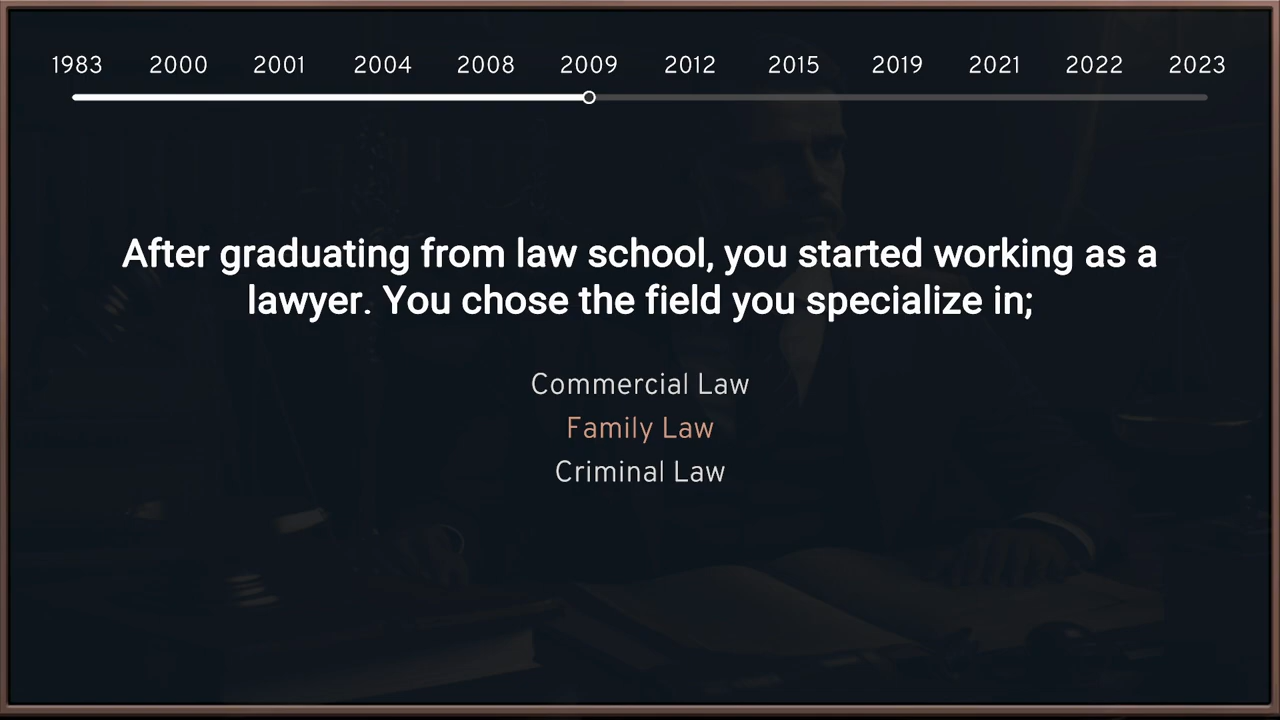 1983 2000 2001 2004 2008 2009 2012 2015 2019 2021 2022 2023
After graduating from law school, you started working as a
lawyer. You chose the field you specialize in;
Commercial Law
Family Law
Criminal Law